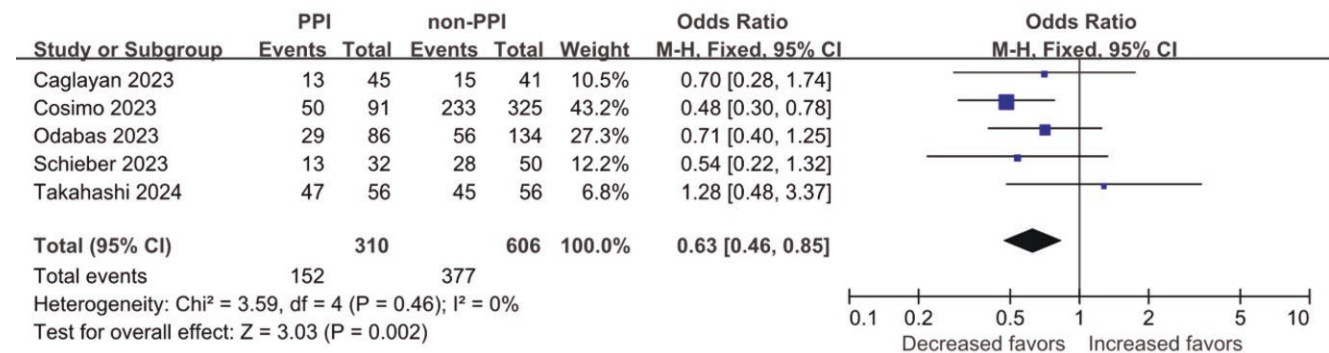 PPI non-PPI Odds Ratio Odds Ratio
Study or Subgroup Events Total Events Total Weight M-H, Fixed, 95% CI M-H, Fixed, 95% CI
Caglayan 2023 13 45 15 41 10.5% 0.70 [0.28, 1.74]
Cosimo 2023 50 91 233 325 43.2% 0.48 [0.30, 0.78]
Odabas 2023 29 86 56 134 27.3% 0.71 [0.40, 1.25]
Schieber 2023 13 32 28 50 12.2% 0.54 [0.22, 1.32]
Takahashi 2024 47 56 45 56 6.8% 1.28 [0.48, 3.37]
Total (95% CI) 310 606 100.0% 0.63 [0.46, 0.85]
Total events 152 377
Heterogeneity: Chi² = 3.59, df = 4 (P = 0.46); I² = 0%
Test for overall effect: Z = 3.03 (P = 0.002)
0.1 0.2 0.5 1 2 5 10
Decreased favors Increased favors